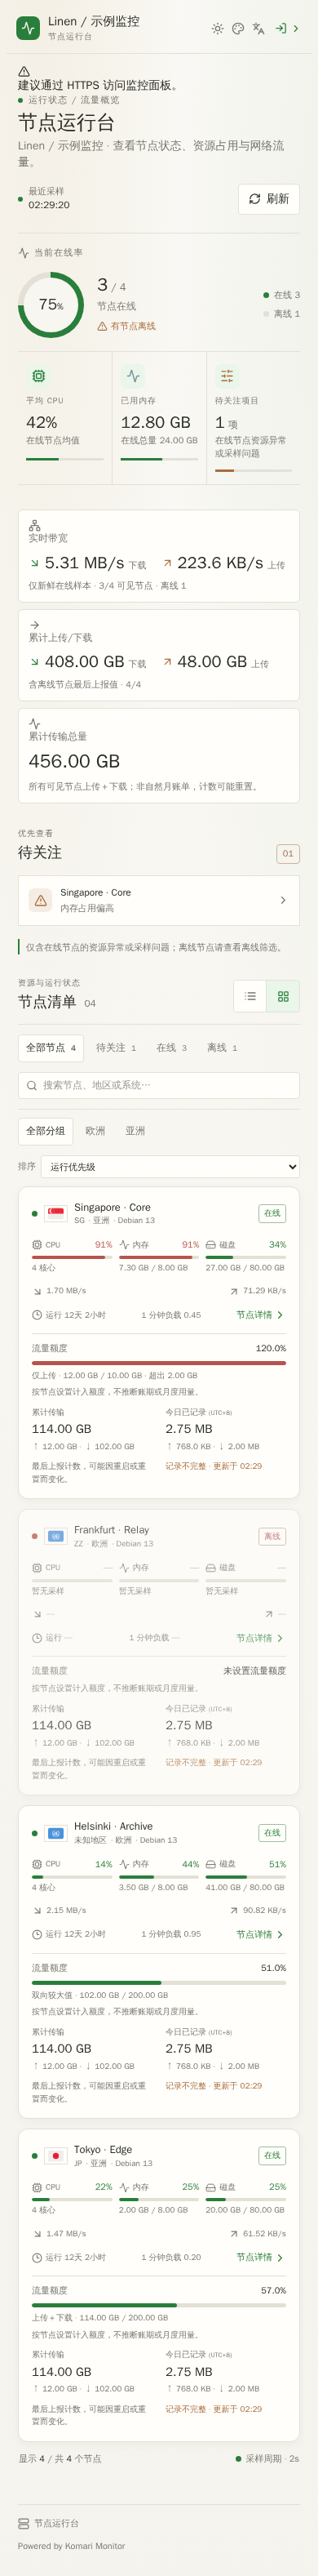 Linen / 示例监控
节点运行台
建议通过 HTTPS 访问监控面板。
运行状态 / 流量概览
节点运行台
Linen / 示例监控 · 查看节点状态、资源占用与网络流
量。
最近采样
02:29:20
刷新
当前在线率
75%
3 / 4
节点在线
有节点离线
在线 3
离线 1
平均 CPU
42%
在线节点均值
已用内存
12.80 GB
在线总量 24.00 GB
待关注项目
1 项
在线节点资源异常
或采样问题
实时带宽
5.31 MB/s 下载 223.6 KB/s 上传
仅新鲜在线样本 · 3/4 可见节点 · 离线 1
累计上传/下载
408.00 GB 下载 48.00 GB 上传
含离线节点最后上报值 · 4/4
累计传输总量
456.00 GB
所有可见节点上传 + 下载；非自然月账单，计数可能重置。
优先查看
待关注
01
Singapore · Core
内存占用偏高
仅含在线节点的资源异常或采样问题；离线节点请查看离线筛选。
资源与运行状态
节点清单 04
全部节点 4 待关注 1 在线 3 离线 1
搜索节点、地区或系统…
全部分组 欧洲 亚洲
排序 运行优先级
Singapore · Core
SG · 亚洲 · Debian 13
在线
CPU 91% 内存 91% 磁盘 34%
4 核心 7.30 GB / 8.00 GB 27.00 GB / 80.00 GB
1.70 MB/s 71.29 KB/s
运行 12天 2小时 1 分钟负载 0.45 节点详情
流量额度 120.0%
仅上传 · 12.00 GB / 10.00 GB · 超出 2.00 GB
按节点设置计入额度，不推断账期或月度用量。
累计传输 今日已记录 (UTC+8)
114.00 GB 2.75 MB
↑ 12.00 GB · ↓ 102.00 GB ↑ 768.0 KB · ↓ 2.00 MB
最后上报计数，可能因重启或重 记录不完整 · 更新于 02:29
置而变化。
Frankfurt · Relay
ZZ · 欧洲 · Debian 13
离线
CPU — 内存 — 磁盘 —
暂无采样 暂无采样 暂无采样
— —
运行 — 1 分钟负载 — 节点详情
流量额度 未设置流量额度
按节点设置计入额度，不推断账期或月度用量。
累计传输 今日已记录 (UTC+8)
114.00 GB 2.75 MB
↑ 12.00 GB · ↓ 102.00 GB ↑ 768.0 KB · ↓ 2.00 MB
最后上报计数，可能因重启或重 记录不完整 · 更新于 02:29
置而变化。
Helsinki · Archive
未知地区 · 欧洲 · Debian 13
在线
CPU 14% 内存 44% 磁盘 51%
4 核心 3.50 GB / 8.00 GB 41.00 GB / 80.00 GB
2.15 MB/s 90.82 KB/s
运行 12天 2小时 1 分钟负载 0.95 节点详情
流量额度 51.0%
双向较大值 · 102.00 GB / 200.00 GB
按节点设置计入额度，不推断账期或月度用量。
累计传输 今日已记录 (UTC+8)
114.00 GB 2.75 MB
↑ 12.00 GB · ↓ 102.00 GB ↑ 768.0 KB · ↓ 2.00 MB
最后上报计数，可能因重启或重 记录不完整 · 更新于 02:29
置而变化。
Tokyo · Edge
JP · 亚洲 · Debian 13
在线
CPU 22% 内存 25% 磁盘 25%
4 核心 2.00 GB / 8.00 GB 20.00 GB / 80.00 GB
1.47 MB/s 61.52 KB/s
运行 12天 2小时 1 分钟负载 0.20 节点详情
流量额度 57.0%
上传 + 下载 · 114.00 GB / 200.00 GB
按节点设置计入额度，不推断账期或月度用量。
累计传输 今日已记录 (UTC+8)
114.00 GB 2.75 MB
↑ 12.00 GB · ↓ 102.00 GB ↑ 768.0 KB · ↓ 2.00 MB
最后上报计数，可能因重启或重 记录不完整 · 更新于 02:29
置而变化。
显示 4 / 共 4 个节点 采样周期 · 2s
节点运行台
Powered by Komari Monitor